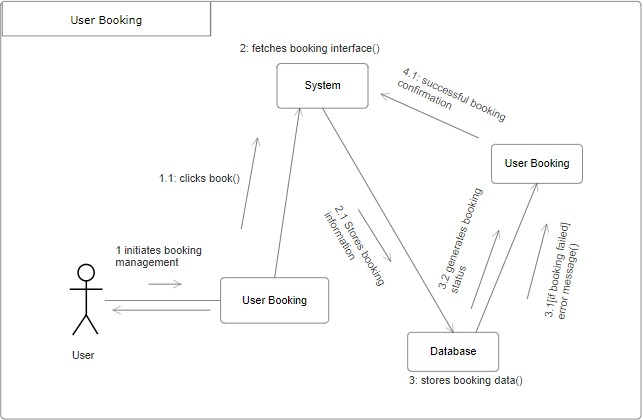 User Booking
2: fetches booking interface()
System
4.1: successful booking
confirmation
User Booking
1.1: clicks book()
2.1 Stores booking
information
3.2 generates booking
status
3.1[if booking failed]
error message()
1 initiates booking
management
User Booking
User
Database
3: stores booking data()